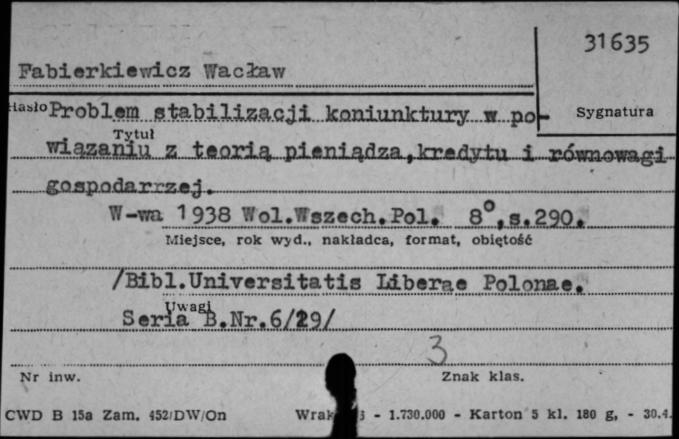 31635
Fabierkiewicz Wacław
Hasło Problem stabilizacji koniunktury w po-
Sygnatura
Tytuł
wiązaniu z teorią pieniądza,kredytu i równowagi
gospodarrzej.
W-wa 1938 Wol.Wszech.Pol. 8°,s.290.
Miejsce, rok wyd., nakładca, format, objętość
/Bibl.Universitatis Liberae Polonae.
Uwagi
Seria B.Nr.6/29/
3
Nr inw.
Znak klas.
CWD B 15a Zam. 452/DW/On - 1.730.000 - Karton 5 kl. 180 g, - 30.4.